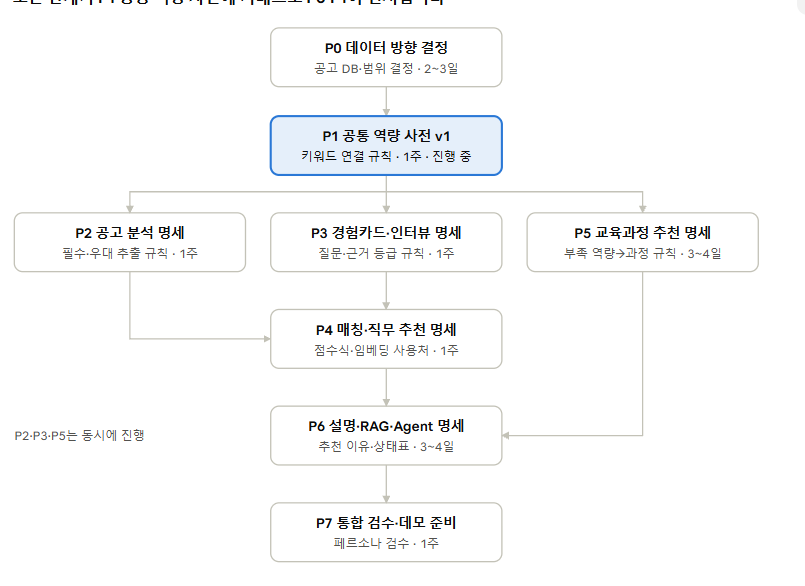 P0 데이터 방향 결정
공고 DB·범위 결정 · 2~3일
P1 공통 역량 사전 v1
키워드 연결 규칙 · 1주 · 진행 중
P2 공고 분석 명세
필수·우대 추출 규칙 · 1주
P3 경험카드·인터뷰 명세
질문·근거 등급 규칙 · 1주
P5 교육과정 추천 명세
부족 역량→과정 규칙 · 3~4일
P4 매칭·직무 추천 명세
점수식·임베딩 사용처 · 1주
P6 설명·RAG·Agent 명세
추천 이유·상태표 · 3~4일
P2·P3·P5는 동시에 진행
P7 통합 검수·데모 준비
페르소나 검수 · 1주